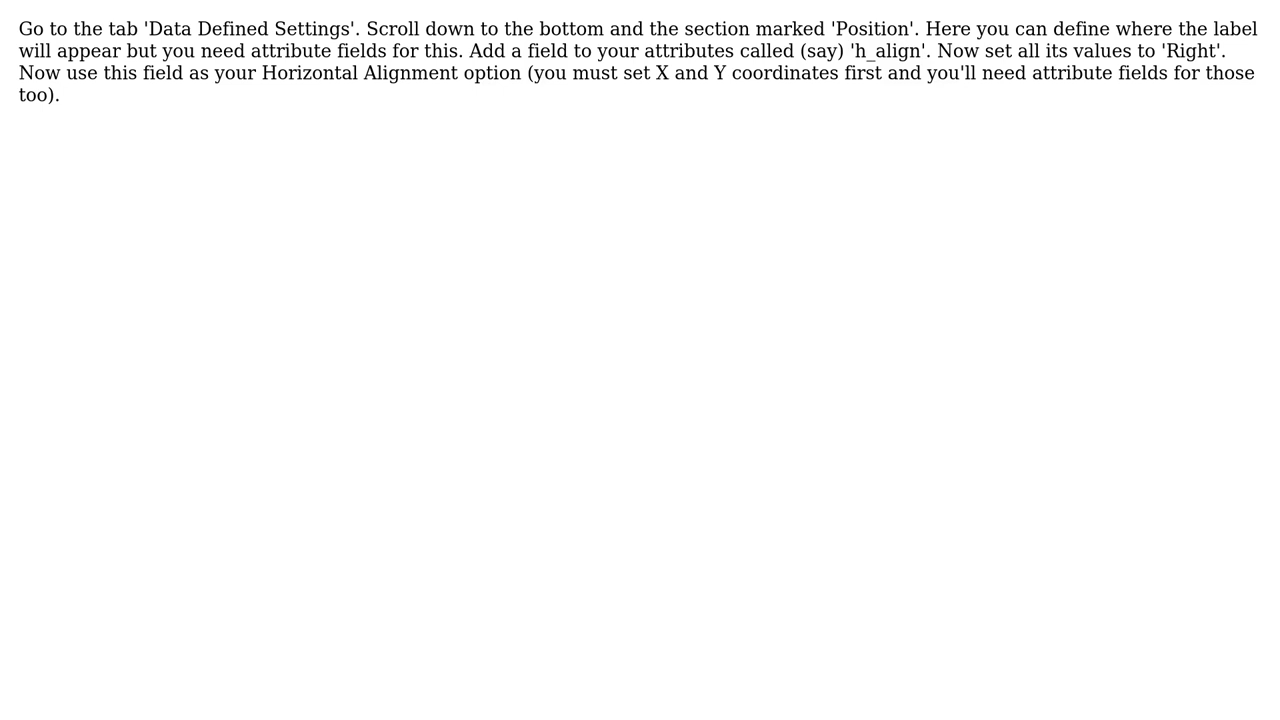 Go to the tab 'Data Defined Settings'. Scroll down to the bottom and the section marked 'Position'. Here you can define where the label
will appear but you need attribute fields for this. Add a field to your attributes called (say) 'h_align'. Now set all its values to 'Right'.
Now use this field as your Horizontal Alignment option (you must set X and Y coordinates first and you'll need attribute fields for those
too).